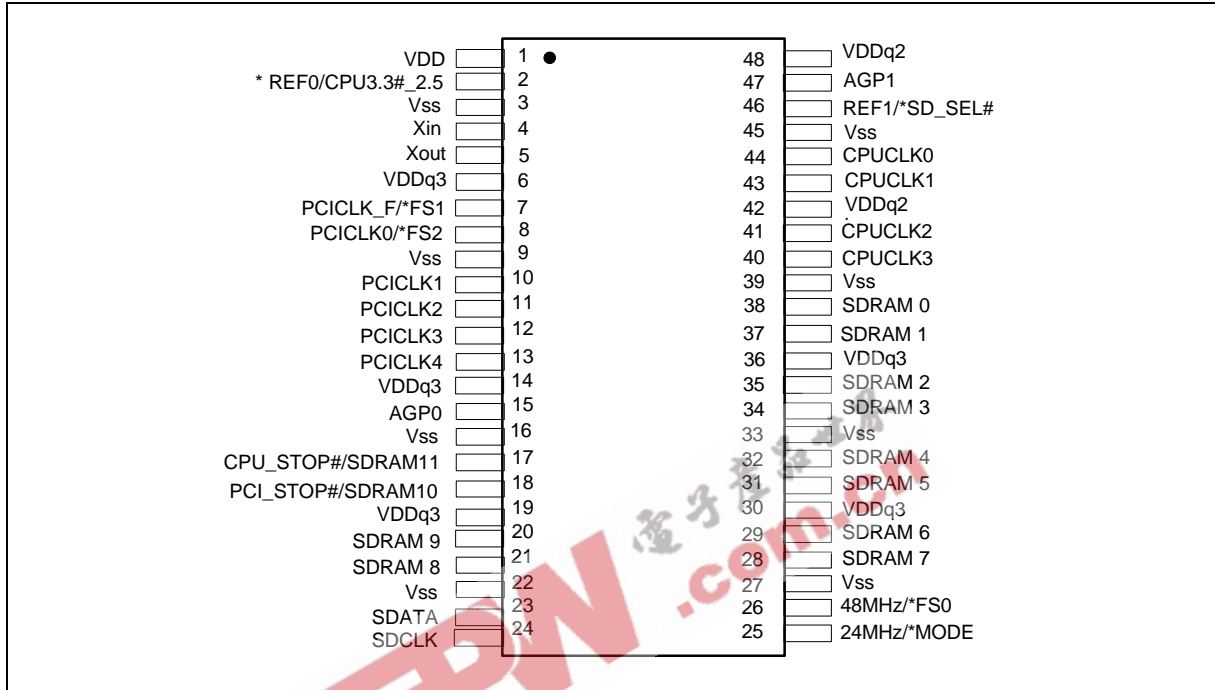 VDD 1 48 VDDq2
* REF0/CPU3.3#_2.5 2 47 AGP1
Vss 3 46 REF1/*SD_SEL#
Xin 4 45 Vss
Xout 5 44 CPUCLK0
VDDq3 6 43 CPUCLK1
PCICLK_F/*FS1 7 42 VDDq2
PCICLK0/*FS2 8 41 CPUCLK2
Vss 9 40 CPUCLK3
PCICLK1 10 39 Vss
PCICLK2 11 38 SDRAM 0
PCICLK3 12 37 SDRAM 1
PCICLK4 13 36 VDDq3
VDDq3 14 35 SDRAM 2
AGP0 15 34 SDRAM 3
Vss 16 33 Vss
CPU_STOP#/SDRAM11 17 32 SDRAM 4
PCI_STOP#/SDRAM10 18 31 SDRAM 5
VDDq3 19 30 VDDq3
SDRAM 9 20 29 SDRAM 6
SDRAM 8 21 28 SDRAM 7
Vss 22 27 Vss
SDATA 23 26 48MHz/*FS0
SDCLK 24 25 24MHz/*MODE
電子產品世界
.com.cn